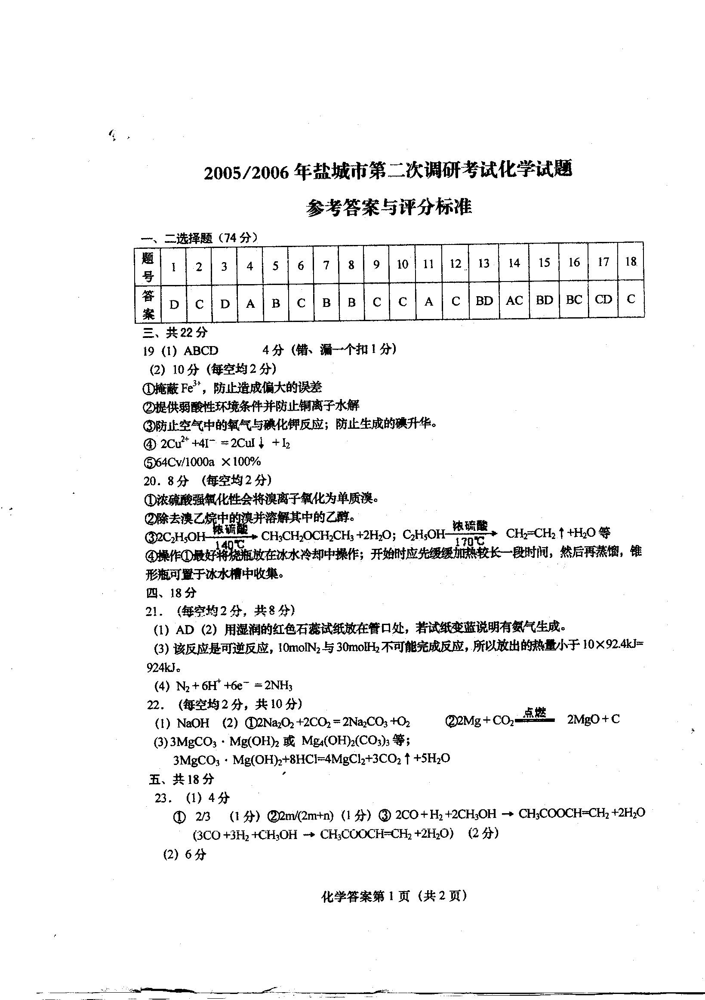 2005/2006 年盐城市第二次调研考试化学试题
参考答案与评分标准
一、二选择题（74 分）
题号 1 2 3 4 5 6 7 8 9 10 11 12 13 14 15 16 17 18
答案 D C D A B C B B C C A C BD AC BD BC CD C
三、共 22 分
19（1）ABCD 4 分（错、漏一个扣 1 分）
（2）10 分（每空均 2 分）
①掩蔽 Fe³⁺，防止造成偏大的误差
②提供弱酸性环境条件并防止铜离子水解
③防止空气中的氧气与碘化钾反应；防止生成的碘升华。
④ 2Cu²⁺ +4I⁻ =2CuI↓ +I₂
⑤64Cv/1000a ×100%
20．8 分 （每空均 2 分）
①浓硫酸强氧化性会将溴离子氧化为单质溴。
②除去溴乙烷中的溴并溶解其中的乙醇。
③2C₂H₅OH 浓硫酸 140℃ → CH₃CH₂OCH₂CH₃ +2H₂O；C₂H₅OH 浓硫酸 170℃ → CH₂=CH₂↑+H₂O 等
④操作①最好将烧瓶放在冰水冷却中操作；开始时应先缓缓加热较长一段时间，然后再蒸馏，锥
形瓶可置于冰水槽中收集。
四、18 分
21．（每空均 2 分，共 8 分）
（1）AD（2）用湿润的红色石蕊试纸放在管口处，若试纸变蓝说明有氨气生成。
（3）该反应是可逆反应，10molN₂与 30molH₂不可能完成反应，所以放出的热量小于 10×92.4kJ=
924kJ。
（4）N₂+6H⁺ +6e⁻ =2NH₃
22．（每空均 2 分，共 10 分）
（1）NaOH （2）①2Na₂O₂+2CO₂=2Na₂CO₃+O₂ ②2Mg+CO₂ 点燃 ═ 2MgO+C
（3）3MgCO₃·Mg(OH)₂ 或 Mg₄(OH)₂(CO₃)₃ 等；
3MgCO₃·Mg(OH)₂+8HCl=4MgCl₂+3CO₂↑+5H₂O
五、共 18 分
23．（1）4 分
① 2/3 （1 分）②2m/(2m+n)（1 分）③ 2CO+H₂+2CH₃OH → CH₃COOCH=CH₂+2H₂O
（3CO+3H₂+CH₃OH → CH₃COOCH=CH₂+2H₂O）（2 分）
（2）6 分
化学答案第 1 页（共 2 页）